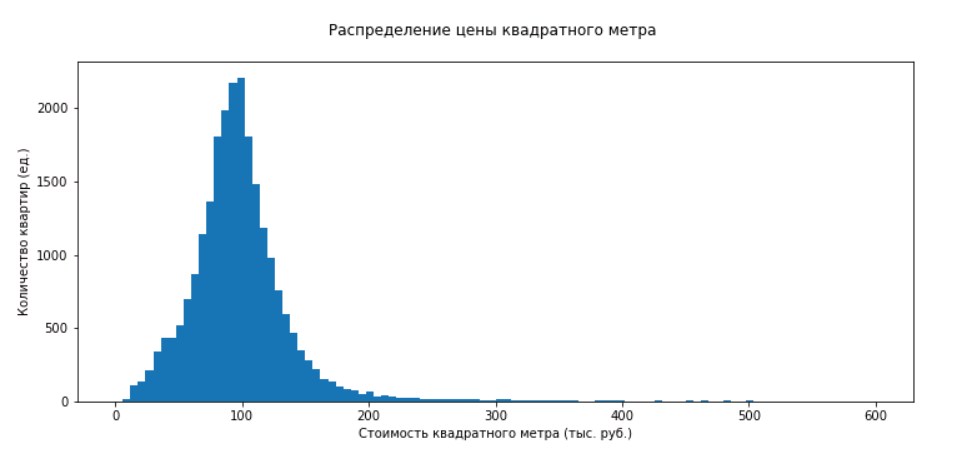 Распределение цены квадратного метра
Количество квартир (ед.)
2000
1500
1000
500
0
0 100 200 300 400 500 600
Стоимость квадратного метра (тыс. руб.)